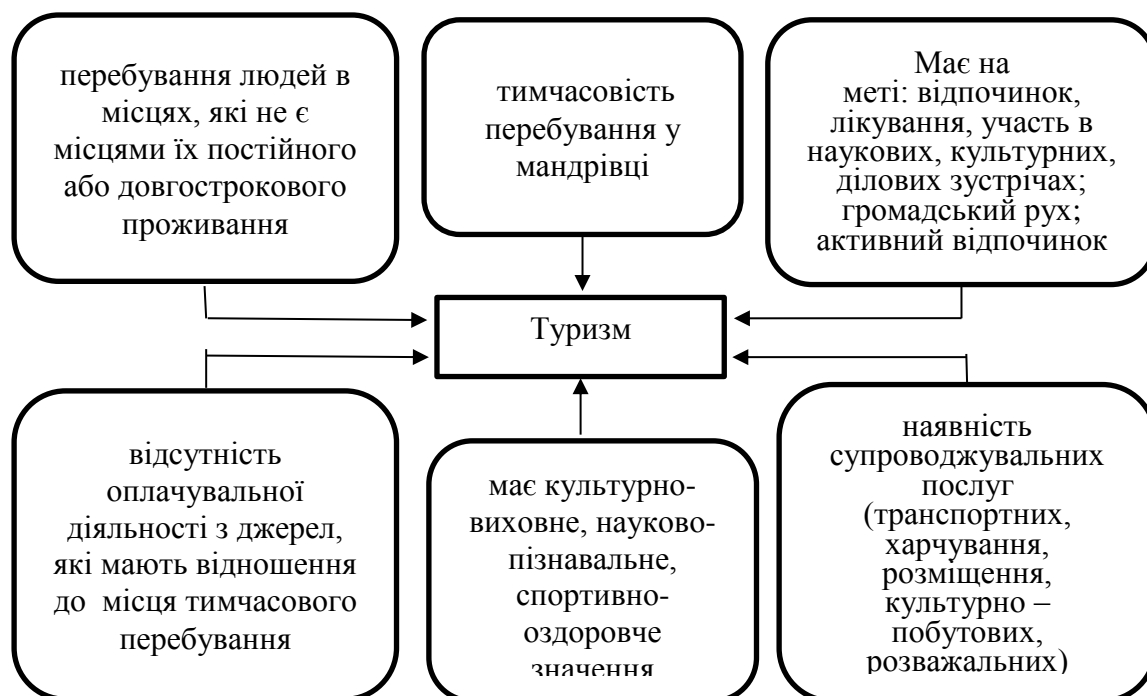 перебування людей в
місцях, які не є
місцями їх постійного
або довгострокового
проживання
тимчасовість
перебування у
мандрівці
Має на
меті: відпочинок,
лікування, участь в
наукових, культурних,
ділових зустрічах;
громадський рух;
активний відпочинок
Туризм
відсутність
оплачувальної
діяльності з джерел,
які мають відношення
до місця тимчасового
перебування
має культурно-
виховне, науково-
пізнавальне,
спортивно-
оздоровче
значення
наявність
супроводжувальних
послуг
(транспортних,
харчування,
розміщення,
культурно –
побутових,
розважальних)